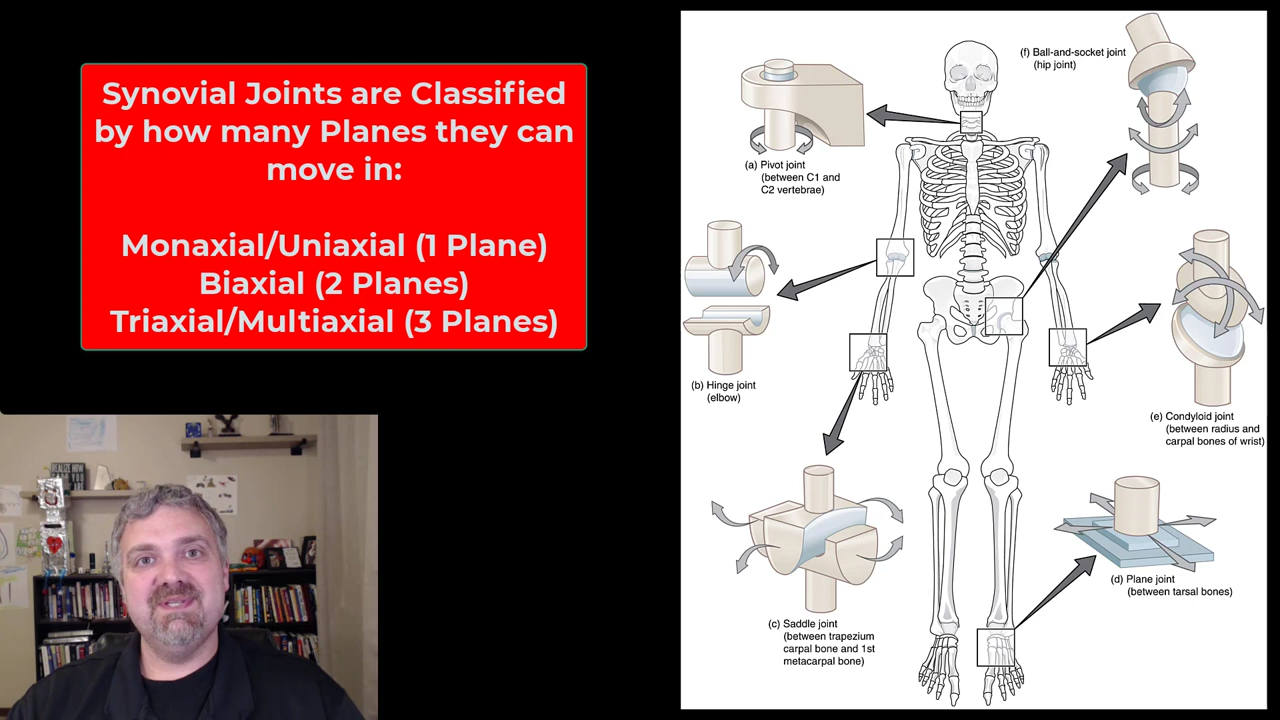 Synovial Joints are Classified
by how many Planes they can
move in:
Monaxial/Uniaxial (1 Plane)
Biaxial (2 Planes)
Triaxial/Multiaxial (3 Planes)
(a) Pivot joint
(between C1 and
C2 vertebrae)
(f) Ball-and-socket joint
(hip joint)
(b) Hinge joint
(elbow)
(e) Condyloid joint
(between radius and
carpal bones of wrist)
(c) Saddle joint
(between trapezium
carpal bone and 1st
metacarpal bone)
(d) Plane joint
(between tarsal bones)
REALIZE HOW